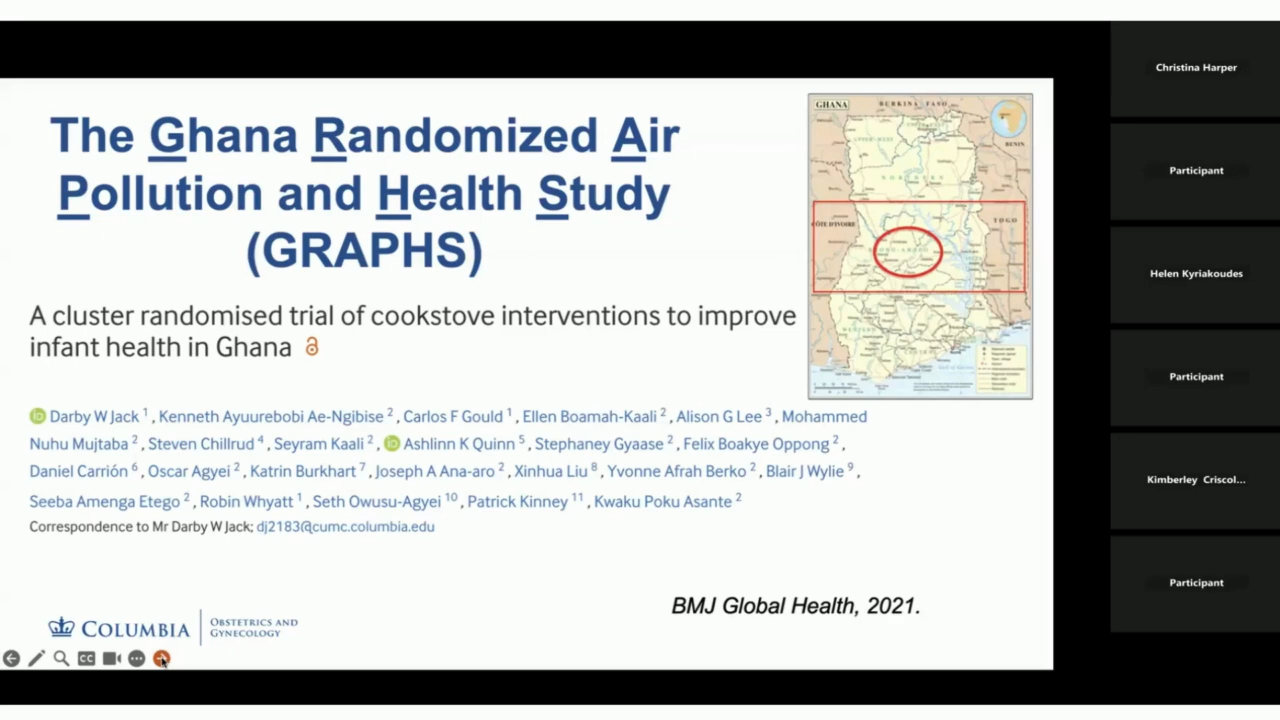 The Ghana Randomized Air
Pollution and Health Study
(GRAPHS)
A cluster randomised trial of cookstove interventions to improve
infant health in Ghana
Darby W Jack 1, Kenneth Ayuurebobi Ae-Ngibise 2, Carlos F Gould 1, Ellen Boamah-Kaali 2, Alison G Lee 3, Mohammed
Nuhu Mujtaba 2, Steven Chillrud 4, Seyram Kaali 2, Ashlinn K Quinn 5, Stephaney Gyaase 2, Felix Boakye Oppong 2,
Daniel Carrión 6, Oscar Agyei 2, Katrin Burkhart 7, Joseph A Ana-aro 2, Xinhua Liu 8, Yvonne Afrah Berko 2, Blair J Wylie 9,
Seeba Amenga Etego 2, Robin Whyatt 1, Seth Owusu-Agyei 10, Patrick Kinney 11, Kwaku Poku Asante 2
Correspondence to Mr Darby W Jack; dj2183@cumc.columbia.edu
BMJ Global Health, 2021.
COLUMBIA
OBSTETRICS AND
GYNECOLOGY
CC
GHANA
BURKINA FASO
BENIN
NORTHERN
TOGO
CÔTE D'IVOIRE
Christina Harper
Participant
Helen Kyriakoudes
Participant
Kimberley Criscol...
Participant